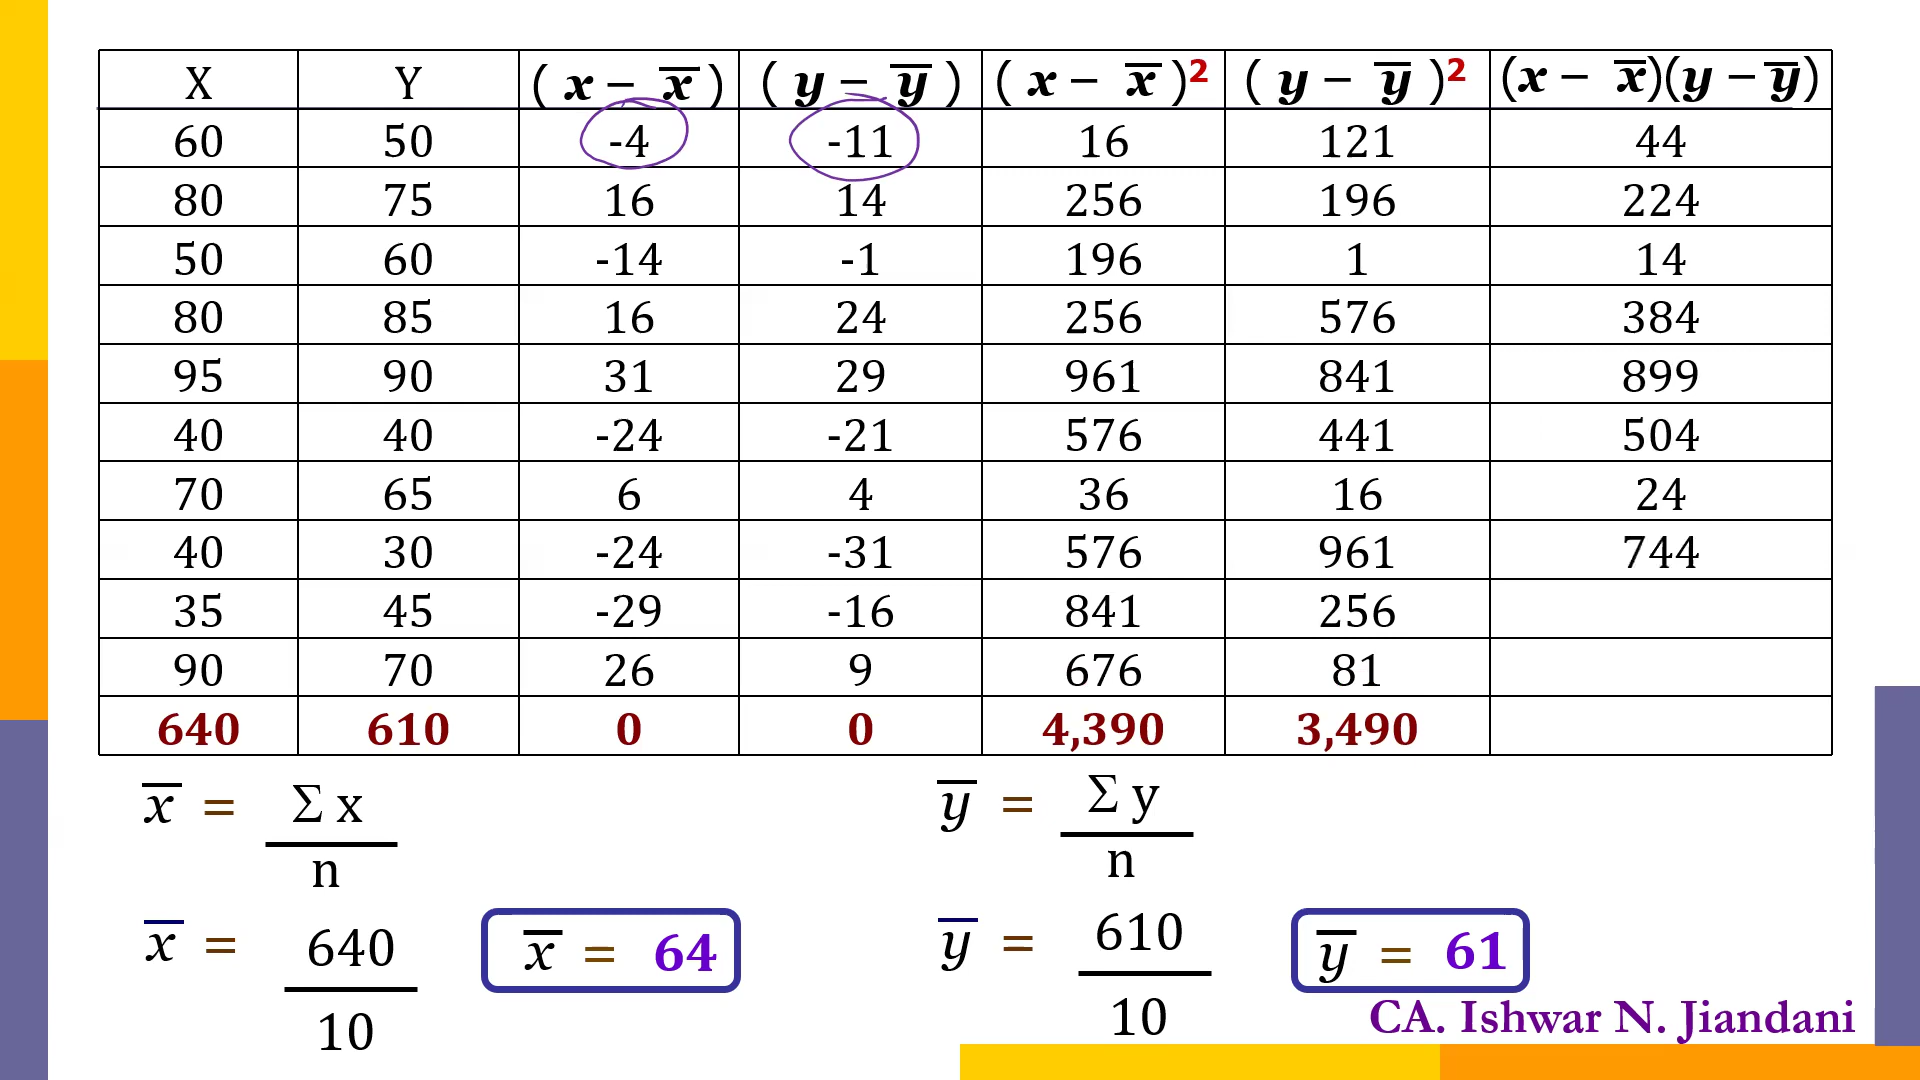 X Y ( x – x̅ ) ( y – y̅ ) ( x – x̅ )² ( y – y̅ )² (x – x̅)(y – y̅)
60 50 -4 -11 16 121 44
80 75 16 14 256 196 224
50 60 -14 -1 196 1 14
80 85 16 24 256 576 384
95 90 31 29 961 841 899
40 40 -24 -21 576 441 504
70 65 6 4 36 16 24
40 30 -24 -31 576 961 744
35 45 -29 -16 841 256
90 70 26 9 676 81
640 610 0 0 4,390 3,490
x̅ = Σ x / n
y̅ = Σ y / n
x̅ = 640 / 10
x̅ = 64
y̅ = 610 / 10
y̅ = 61
CA. Ishwar N. Jiandani